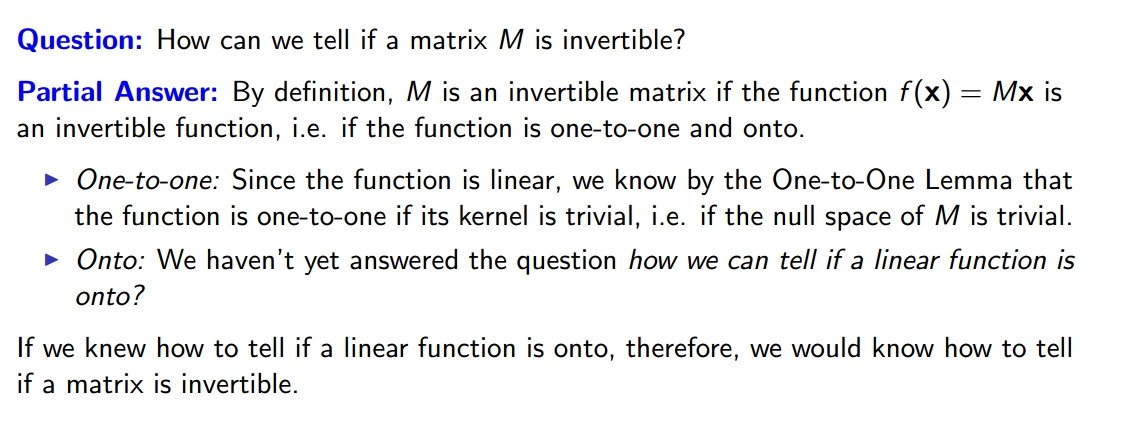 Question: How can we tell if a matrix M is invertible?
Partial Answer: By definition, M is an invertible matrix if the function f(x) = Mx is
an invertible function, i.e. if the function is one-to-one and onto.
▶ One-to-one: Since the function is linear, we know by the One-to-One Lemma that
the function is one-to-one if its kernel is trivial, i.e. if the null space of M is trivial.
▶ Onto: We haven't yet answered the question how we can tell if a linear function is
onto?
If we knew how to tell if a linear function is onto, therefore, we would know how to tell
if a matrix is invertible.